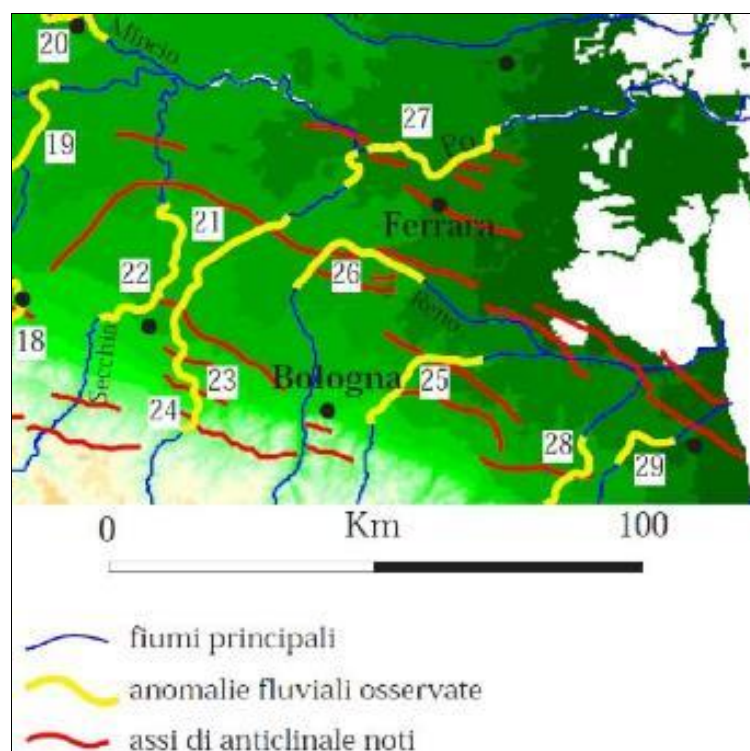 20
Mincio
19
27
Po
21
Ferrara
22
26
Reno
18
Secchia
Bologna
23
25
24
28
29
0 Km 100
fiumi principali
anomalie fluviali osservate
assi di anticlinale noti